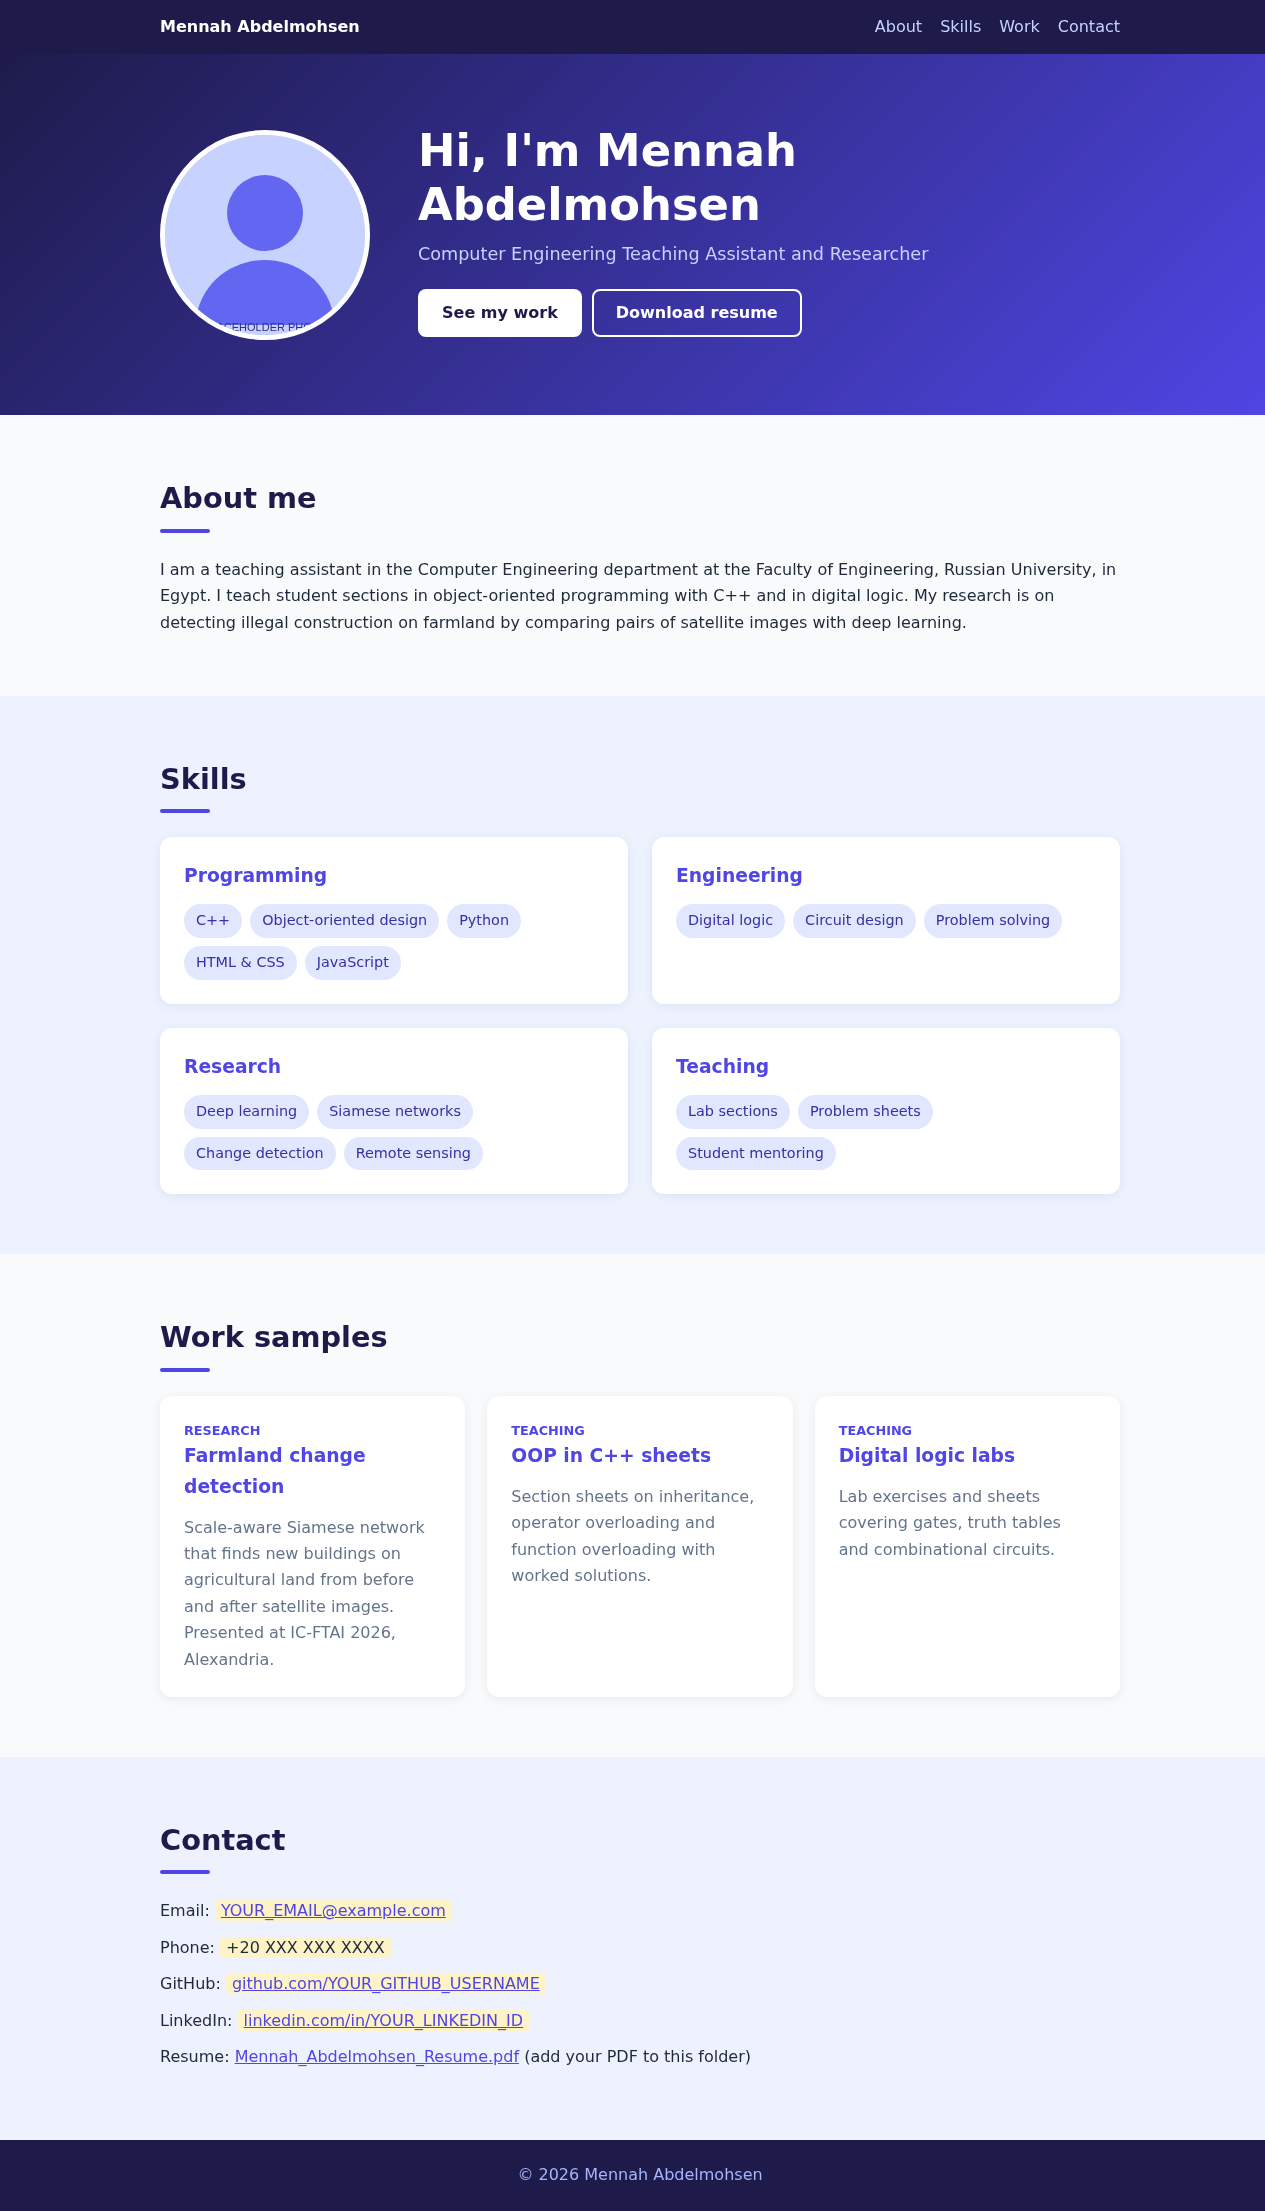 Mennah Abdelmohsen
About Skills Work Contact
Hi, I'm Mennah
Abdelmohsen
Computer Engineering Teaching Assistant and Researcher
See my work
Download resume
About me
I am a teaching assistant in the Computer Engineering department at the Faculty of Engineering, Russian University, in
Egypt. I teach student sections in object-oriented programming with C++ and in digital logic. My research is on
detecting illegal construction on farmland by comparing pairs of satellite images with deep learning.
Skills
Programming
C++ Object-oriented design Python
HTML & CSS JavaScript
Engineering
Digital logic Circuit design Problem solving
Research
Deep learning Siamese networks
Change detection Remote sensing
Teaching
Lab sections Problem sheets
Student mentoring
Work samples
RESEARCH
Farmland change
detection
Scale-aware Siamese network
that finds new buildings on
agricultural land from before
and after satellite images.
Presented at IC-FTAI 2026,
Alexandria.
TEACHING
OOP in C++ sheets
Section sheets on inheritance,
operator overloading and
function overloading with
worked solutions.
TEACHING
Digital logic labs
Lab exercises and sheets
covering gates, truth tables
and combinational circuits.
Contact
Email: YOUR_EMAIL@example.com
Phone: +20 XXX XXX XXXX
GitHub: github.com/YOUR_GITHUB_USERNAME
LinkedIn: linkedin.com/in/YOUR_LINKEDIN_ID
Resume: Mennah_Abdelmohsen_Resume.pdf (add your PDF to this folder)
© 2026 Mennah Abdelmohsen